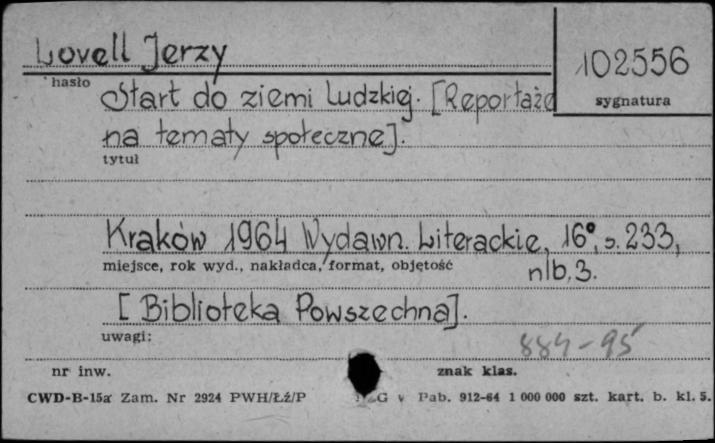 Lovell Jerzy
102556
hasło
sygnatura
Start do ziemi ludzkiej. [Reportaże
na tematy społeczne].
tytuł
Kraków 1964 Wydawn. Literackie, 16°, s. 233,
miejsce, rok wyd., nakładca, format, objętość
nlb. 3.
[Biblioteka Powszechna].
uwagi:
884-95
nr inw.
znak klas.
CWD-B-15a Zam. Nr 2924 PWH/Łź/P G Pab. 912-64 1 000 000 szt. kart. b. kl. 5.